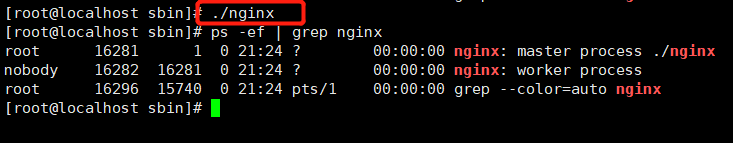 [root@localhost sbin]# ./nginx
[root@localhost sbin]# ps -ef | grep nginx
root     16281     1  0 21:24 ?        00:00:00 nginx: master process ./nginx
nobody   16282 16281  0 21:24 ?        00:00:00 nginx: worker process
root     16296 15740  0 21:24 pts/1    00:00:00 grep --color=auto nginx
[root@localhost sbin]#